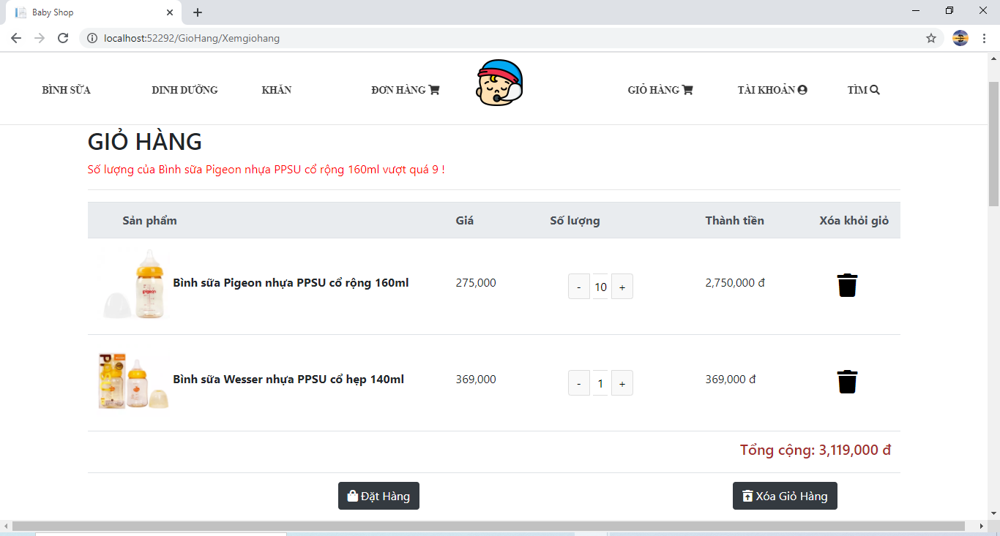 Baby Shop
localhost:52292/GioHang/Xemgiohang
BÌNH SỮA DINH DƯỠNG KHĂN ĐƠN HÀNG GIỎ HÀNG TÀI KHOẢN TÌM
GIỎ HÀNG
Số lượng của Bình sữa Pigeon nhựa PPSU cổ rộng 160ml vượt quá 9 !
Sản phẩm Giá Số lượng Thành tiền Xóa khỏi giỏ
Bình sữa Pigeon nhựa PPSU cổ rộng 160ml 275,000 - 10 + 2,750,000 đ
Bình sữa Wesser nhựa PPSU cổ hẹp 140ml 369,000 - 1 + 369,000 đ
Tổng cộng: 3,119,000 đ
Đặt Hàng Xóa Giỏ Hàng